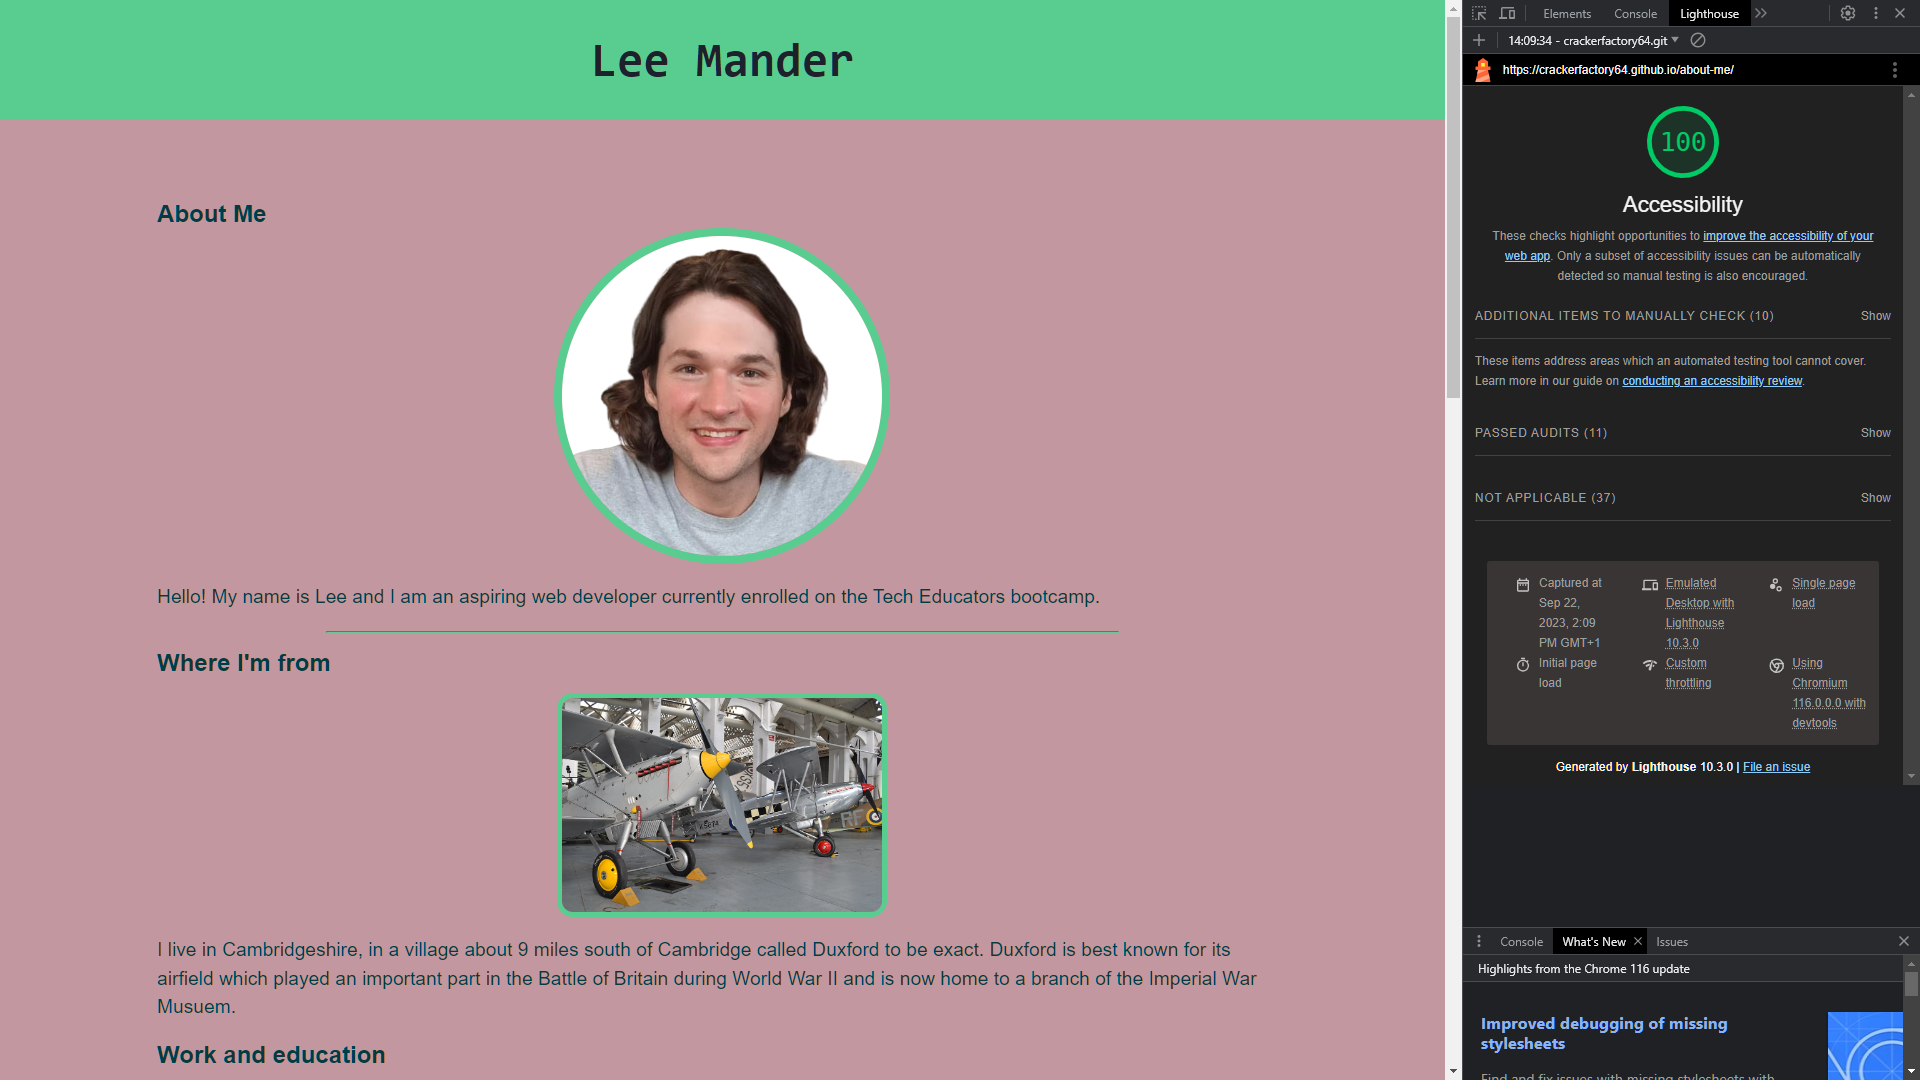 Lee Mander
About Me
Hello! My name is Lee and I am an aspiring web developer currently enrolled on the Tech Educators bootcamp.
Where I'm from
I live in Cambridgeshire, in a village about 9 miles south of Cambridge called Duxford to be exact. Duxford is best known for its
airfield which played an important part in the Battle of Britain during World War II and is now home to a branch of the Imperial War
Musuem.
Work and education
Elements Console Lighthouse
14:09:34 - crackerfactory64.git
https://crackerfactory64.github.io/about-me/
100
Accessibility
These checks highlight opportunities to improve the accessibility of your
web app. Only a subset of accessibility issues can be automatically
detected so manual testing is also encouraged.
ADDITIONAL ITEMS TO MANUALLY CHECK (10) Show
These items address areas which an automated testing tool cannot cover.
Learn more in our guide on conducting an accessibility review.
PASSED AUDITS (11) Show
NOT APPLICABLE (37) Show
Captured at
Sep 22,
2023, 2:09
PM GMT+1
Emulated
Desktop with
Lighthouse
10.3.0
Single page
load
Initial page
load
Custom
throttling
Using
Chromium
116.0.0.0 with
devtools
Generated by Lighthouse 10.3.0 | File an issue
Console What's New Issues
Highlights from the Chrome 116 update
Improved debugging of missing
stylesheets
Find and fix issues with missing stylesheets with